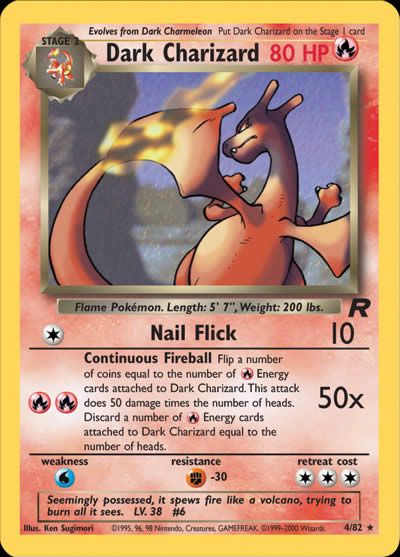 Evolves from Dark Charmeleon Put Dark Charizard on the Stage 1 card
STAGE 2
Dark Charizard 80 HP
Flame Pokémon. Length: 5' 7", Weight: 200 lbs.
R
Nail Flick 10
Continuous Fireball Flip a number
of coins equal to the number of Energy
cards attached to Dark Charizard. This attack
does 50 damage times the number of heads.
Discard a number of Energy cards
attached to Dark Charizard equal to the
number of heads.
50x
weakness resistance retreat cost
-30
Seemingly possessed, it spews fire like a volcano, trying to
burn all it sees. LV. 38 #6
Illus. Ken Sugimori ©1995, 96, 98 Nintendo, Creatures, GAMEFREAK. ©1999-2000 Wizards. 4/82 ★